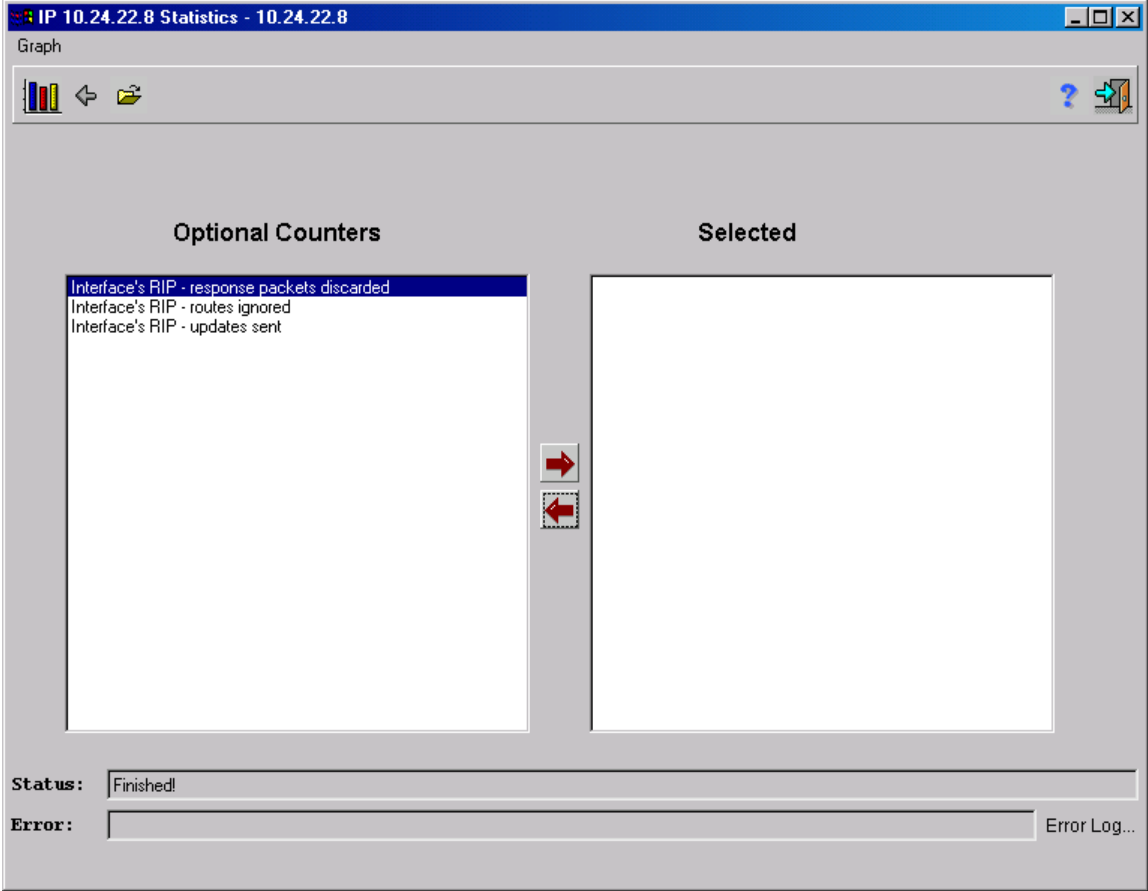 IP 10.24.22.8 Statistics - 10.24.22.8
Graph
Optional Counters
Selected
Interface's RIP - response packets discarded
Interface's RIP - routes ignored
Interface's RIP - updates sent
Status: Finished!
Error: Error Log...